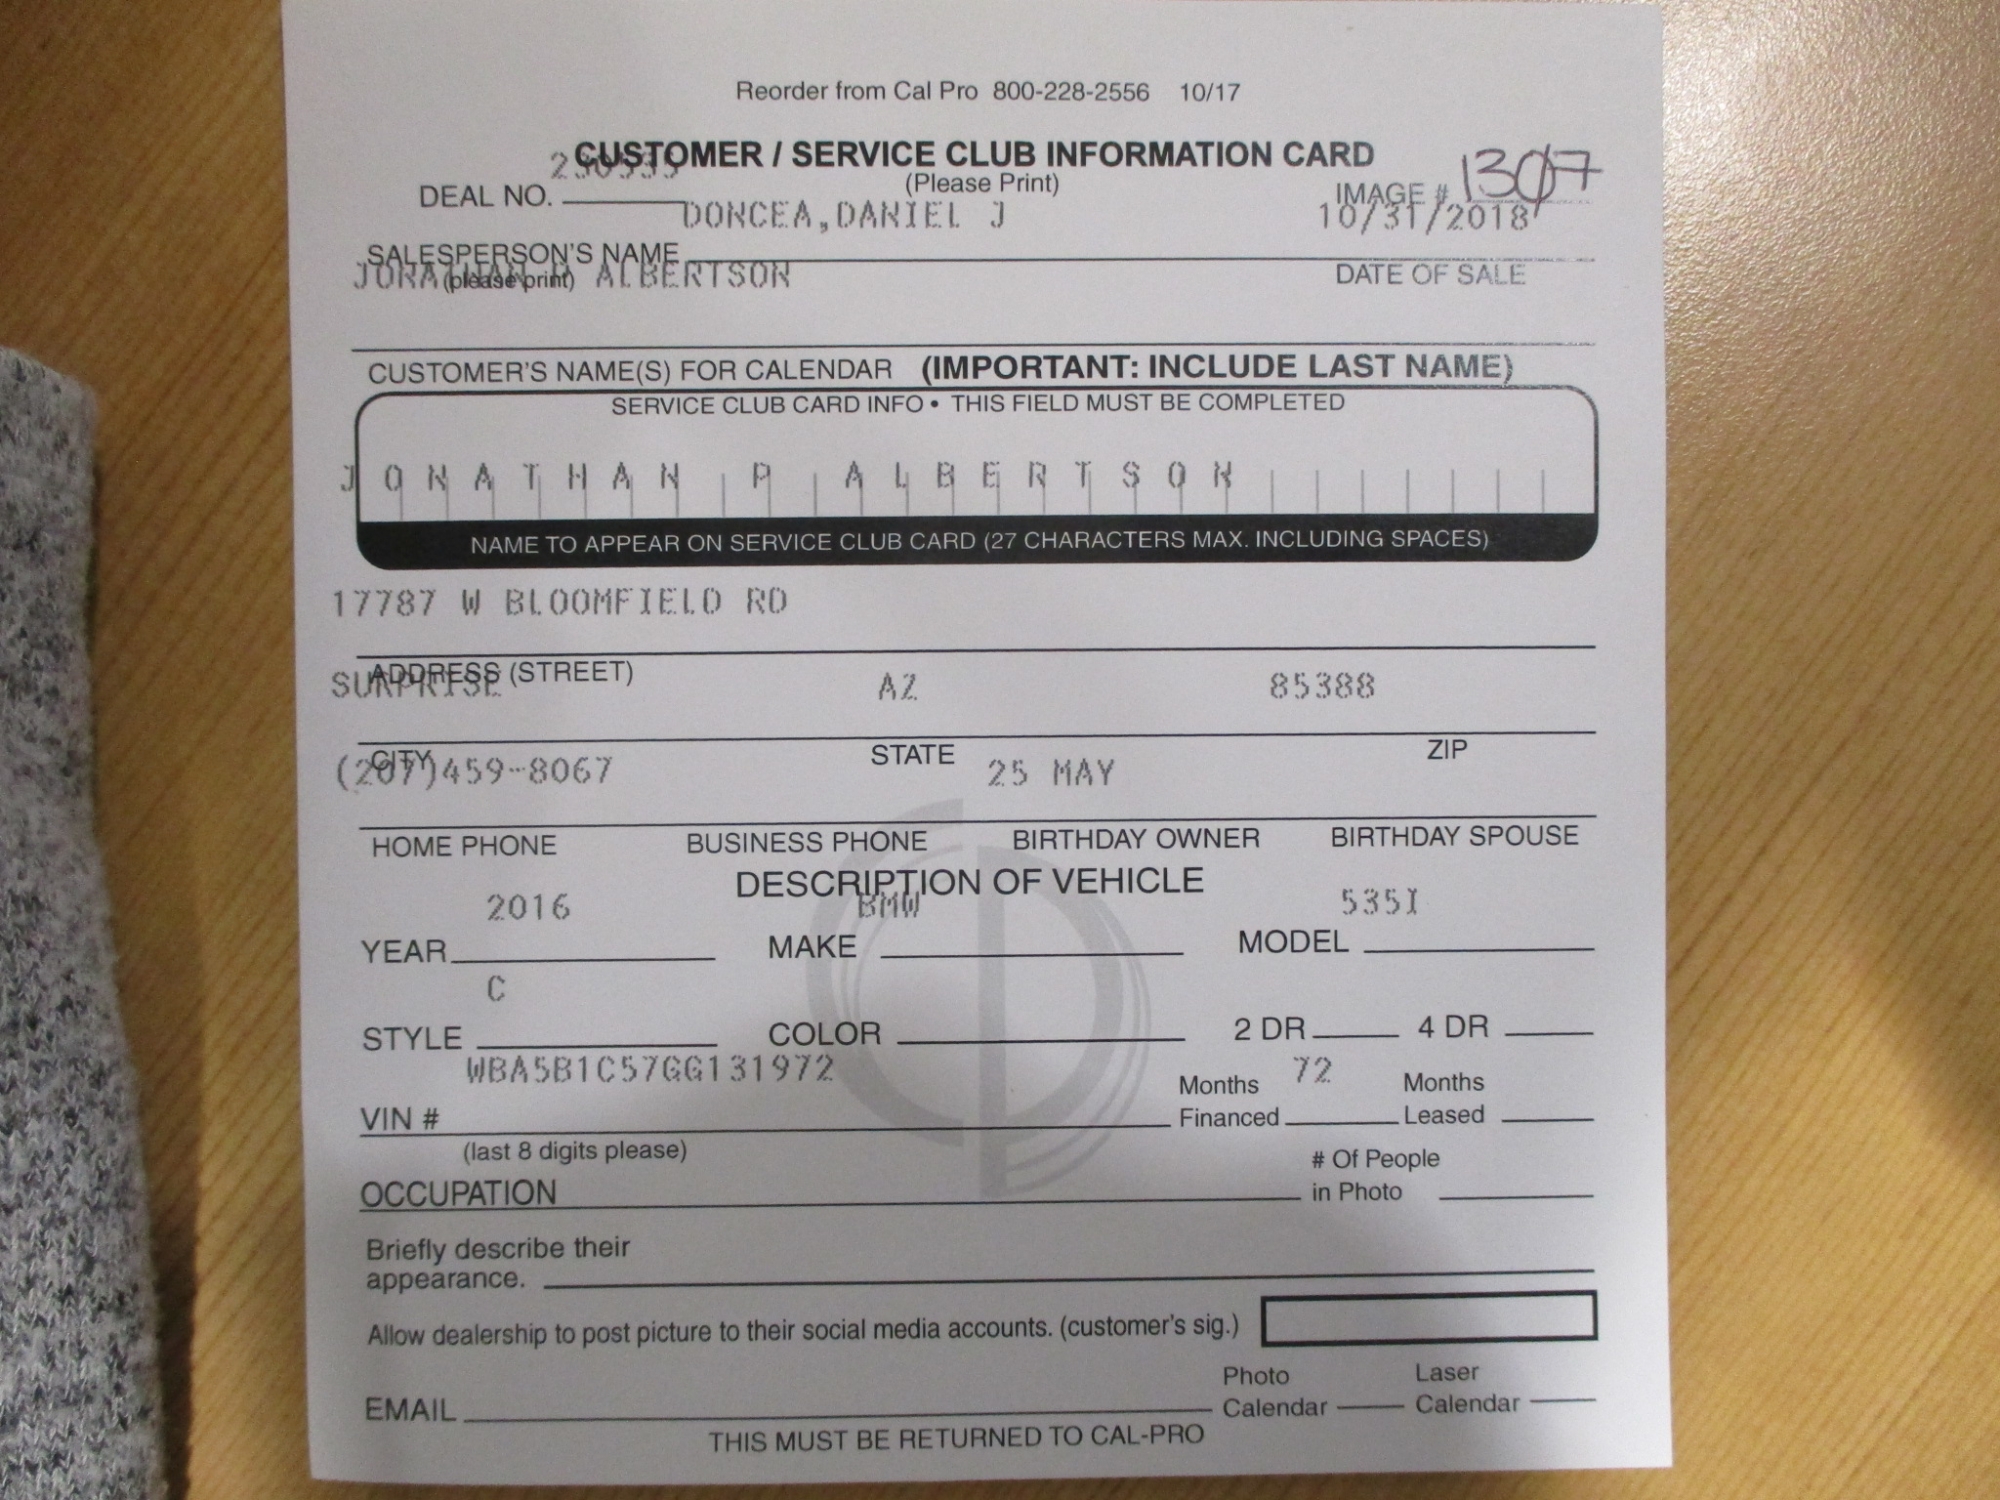 Reorder from Cal Pro 800-228-2556 10/17
CUSTOMER / SERVICE CLUB INFORMATION CARD
(Please Print)
DEAL NO. IMAGE # 1307
DONCEA,DANIEL J 10/31/2018
SALESPERSON'S NAME
(please print) DATE OF SALE
JONATHAN P ALBERTSON
CUSTOMER'S NAME(S) FOR CALENDAR (IMPORTANT: INCLUDE LAST NAME)
SERVICE CLUB CARD INFO • THIS FIELD MUST BE COMPLETED
JONATHAN P ALBERTSON
NAME TO APPEAR ON SERVICE CLUB CARD (27 CHARACTERS MAX. INCLUDING SPACES)
17787 W BLOOMFIELD RD
ADDRESS (STREET)
SURPRISE AZ 85388
CITY STATE ZIP
(207)459-8067 25 MAY
HOME PHONE BUSINESS PHONE BIRTHDAY OWNER BIRTHDAY SPOUSE
DESCRIPTION OF VEHICLE
2016 BMW 535I
YEAR MAKE MODEL
C
STYLE COLOR 2 DR 4 DR
WBA5B1C57GG131972 72
VIN # Months Financed Months Leased
(last 8 digits please)
OCCUPATION # Of People in Photo
Briefly describe their
appearance.
Allow dealership to post picture to their social media accounts. (customer's sig.)
EMAIL Photo Calendar Laser Calendar
THIS MUST BE RETURNED TO CAL-PRO